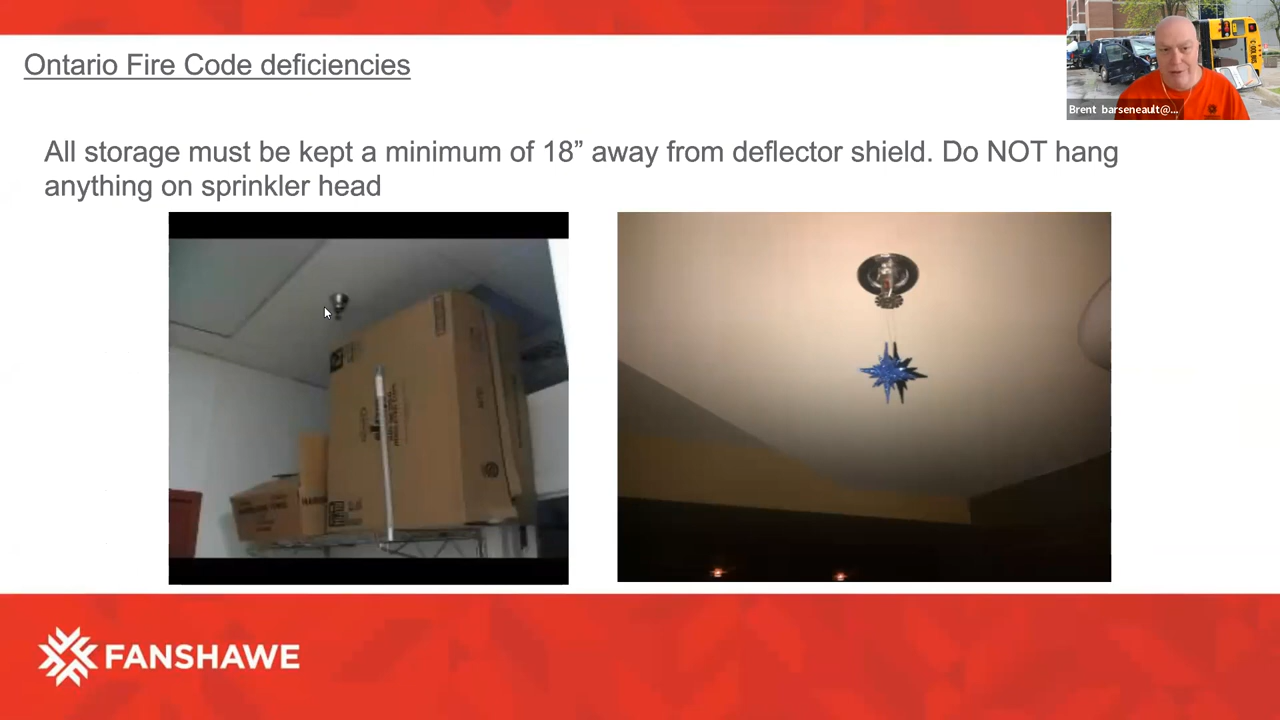 Ontario Fire Code deficiencies
Brent barseneault@...
All storage must be kept a minimum of 18” away from deflector shield. Do NOT hang
anything on sprinkler head
FANSHAWE